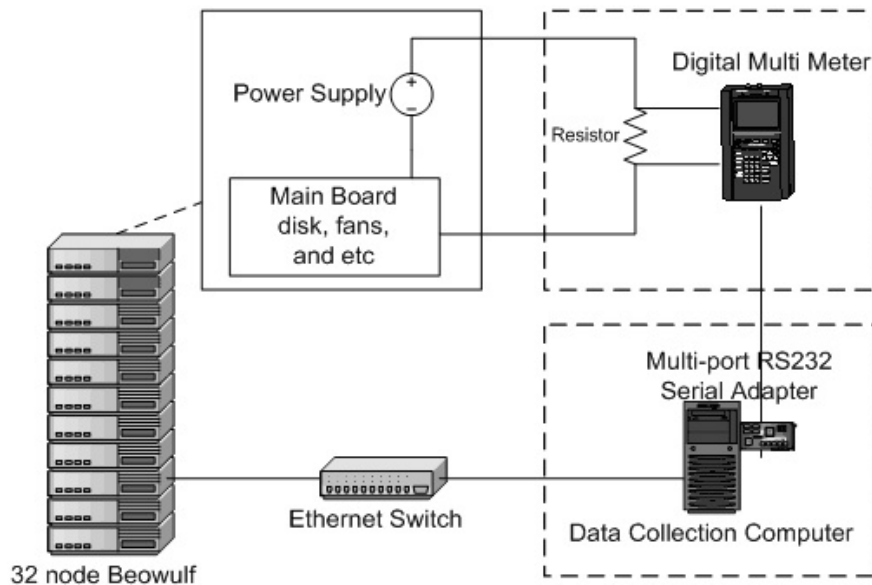 Digital Multi Meter
+
Power Supply
–
Resistor
Main Board
disk, fans,
and etc
Multi-port RS232
Serial Adapter
Ethernet Switch
Data Collection Computer
32 node Beowulf